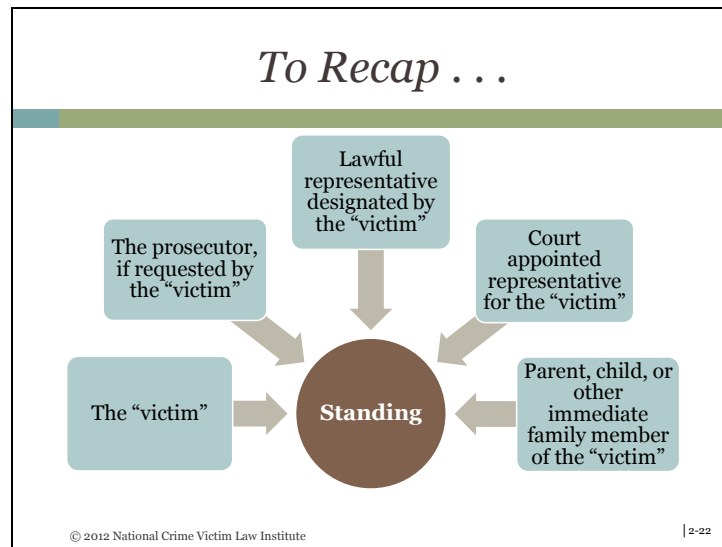 To Recap . . .
Lawful
representative
designated by
the “victim”
The prosecutor,
if requested by
the “victim”
Court
appointed
representative
for the “victim”
The “victim”
Standing
Parent, child, or
other
immediate
family member
of the “victim”
© 2012 National Crime Victim Law Institute
| 2-22